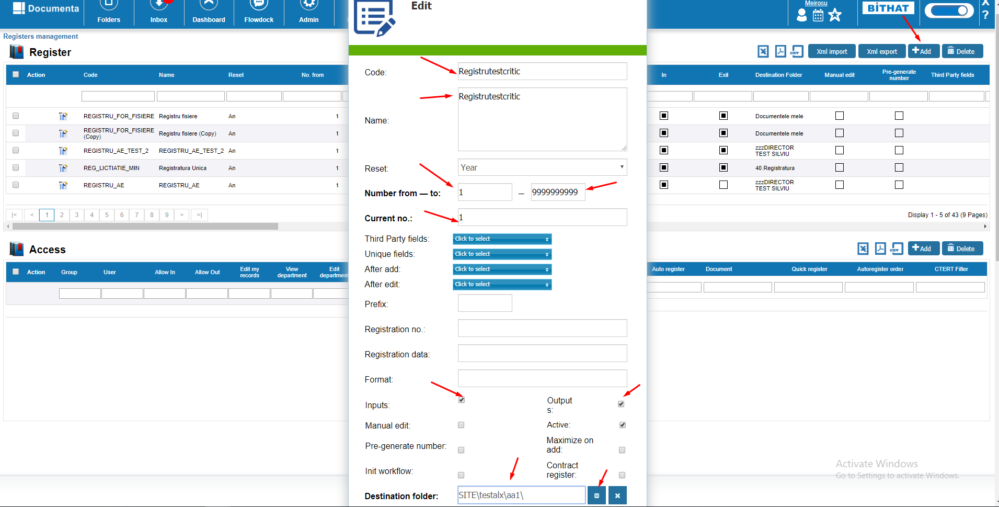 Documenta
Folders
Inbox
Dashboard
Flowdock
Admin
Edit
Meirosu
BITHAT
X
?
Registers management
Register
Xml import
Xml export
Add
Delete
Action Code Name Reset No. from
In Exit Destination Folder Manual edit Pre-generate number Third Party fields
REGISTRU_FOR_FISIERE Registru fisiere An 1 Documentele mele
REGISTRU_FOR_FISIERE (Copy) Registru fisiere (Copy) An 1 Documentele mele
REGISTRU_AE_TEST_2 REGISTRU_AE_TEST_2 An 1 zzzDIRECTOR TEST SILVIU
REG_LICTIATIE_MIN Registratura Unica An 1 40.Registratura
REGISTRU_AE REGISTRU_AE An 1 zzzDIRECTOR TEST SILVIU
|< < 1 2 3 4 5 6 7 8 9 > >|
Display 1 - 5 of 43 (9 Pages)
Access
Add
Delete
Action Group User Allow In Allow Out Edit my records View department Edit department
Auto register Document Quick register Autoregister order CTERT Filter
Code: Registrutestcritic
Name: Registrutestcritic
Reset: Year
Number from — to: 1 – 9999999999
Current no.: 1
Third Party fields: Click to select
Unique fields: Click to select
After add: Click to select
After edit: Click to select
Prefix:
Registration no.:
Registration data:
Format:
Inputs:
Output
s:
Manual edit:
Active:
Pre-generate number:
Maximize on
add:
Init workflow:
Contract
register:
Destination folder: SITE\testalx\aa1\
Activate Windows
Go to Settings to activate Windows.